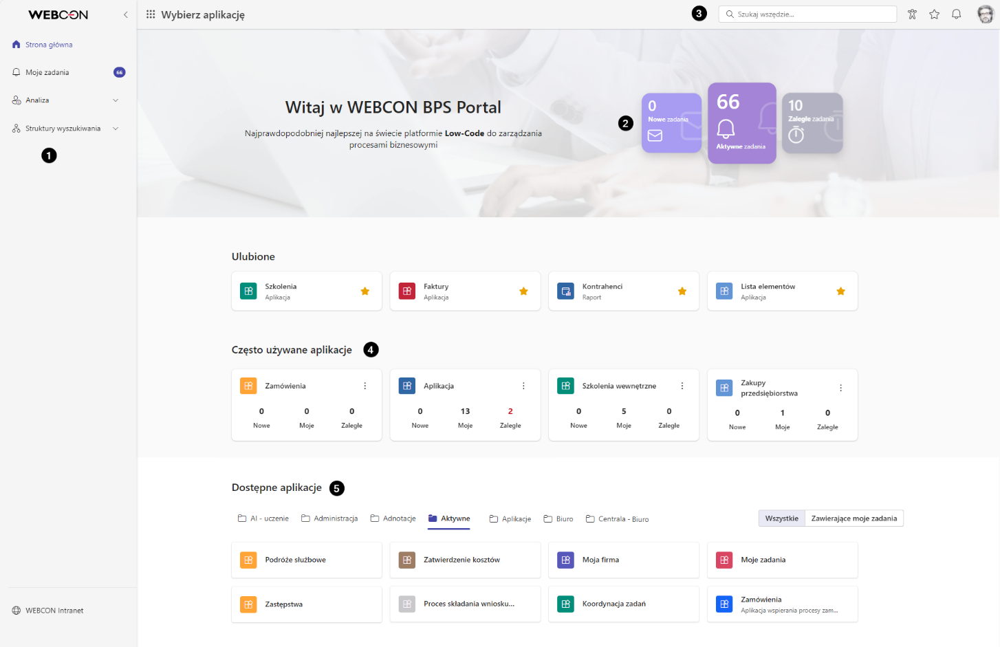 WEBCON
Wybierz aplikację
3
Szukaj wszędzie...
Strona główna
Moje zadania
66
Analiza
Struktury wyszukiwania
1
Witaj w WEBCON BPS Portal
Najprawdopodobniej najlepszej na świecie platformie Low-Code do zarządzania
procesami biznesowymi
2
0
Nowe zadania
66
Aktywne zadania
10
Zaległe zadania
Ulubione
Szkolenia
Aplikacja
Faktury
Aplikacja
Kontrahenci
Raport
Lista elementów
Aplikacja
Często używane aplikacje
4
Zamówienia
0 0 0
Nowe Moje Zaległe
Aplikacja
0 13 2
Nowe Moje Zaległe
Szkolenia wewnętrzne
0 5 0
Nowe Moje Zaległe
Zakupy
przedsiębiorstwa
0 1 0
Nowe Moje Zaległe
Dostępne aplikacje
5
AI - uczenie Administracja Adnotacje Aktywne Aplikacje Biuro Centrala - Biuro
Wszystkie Zawierające moje zadania
Podróże służbowe
Zatwierdzenie kosztów
Moja firma
Moje zadania
Zastępstwa
Proces składania wniosku...
Koordynacja zadań
Zamówienia
Aplikacja wspierania procesy zam...
WEBCON Intranet